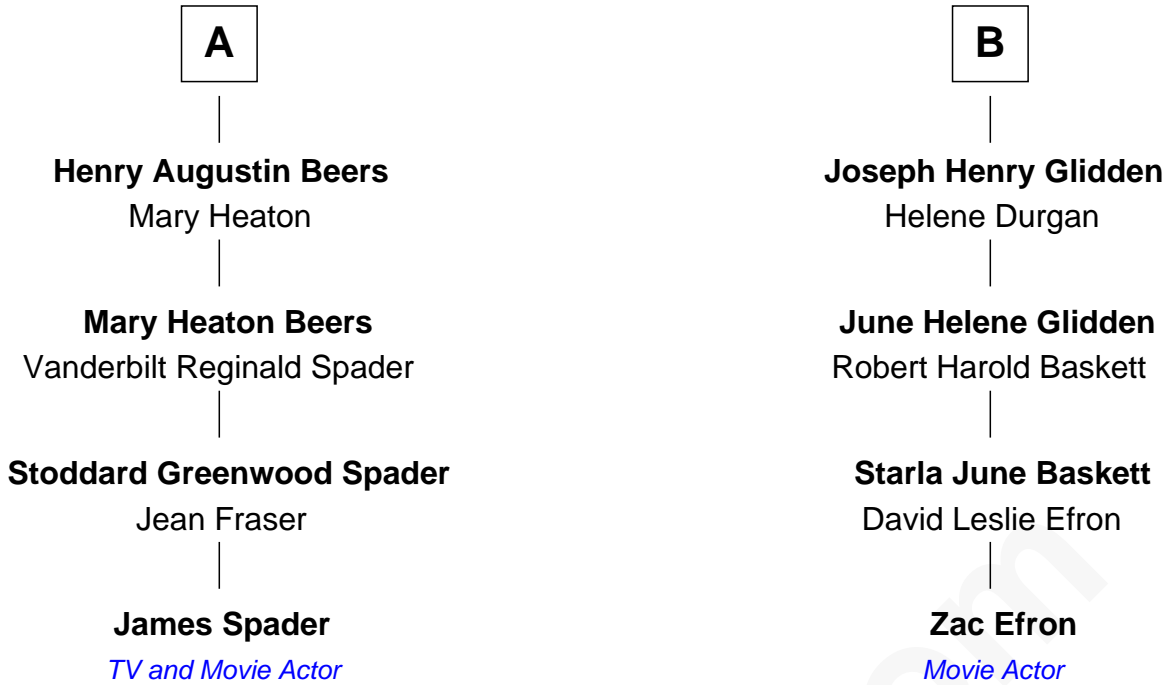 A
Henry Augustin Beers
Mary Heaton
Mary Heaton Beers
Vanderbilt Reginald Spader
Stoddard Greenwood Spader
Jean Fraser
James Spader
TV and Movie Actor
B
Joseph Henry Glidden
Helene Durgan
June Helene Glidden
Robert Harold Baskett
Starla June Baskett
David Leslie Efron
Zac Efron
Movie Actor